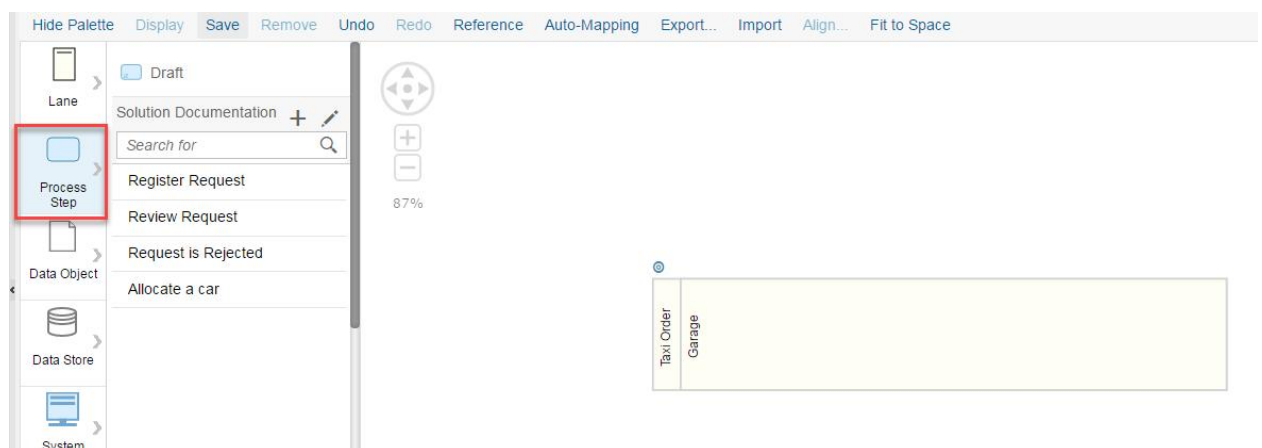 Hide Palette Display Save Remove Undo Redo Reference Auto-Mapping Export... Import Align... Fit to Space
Lane
Process
Step
Data Object
Data Store
System
Draft
Solution Documentation
Search for
Register Request
Review Request
Request is Rejected
Allocate a car
87%
Taxi Order
Garage